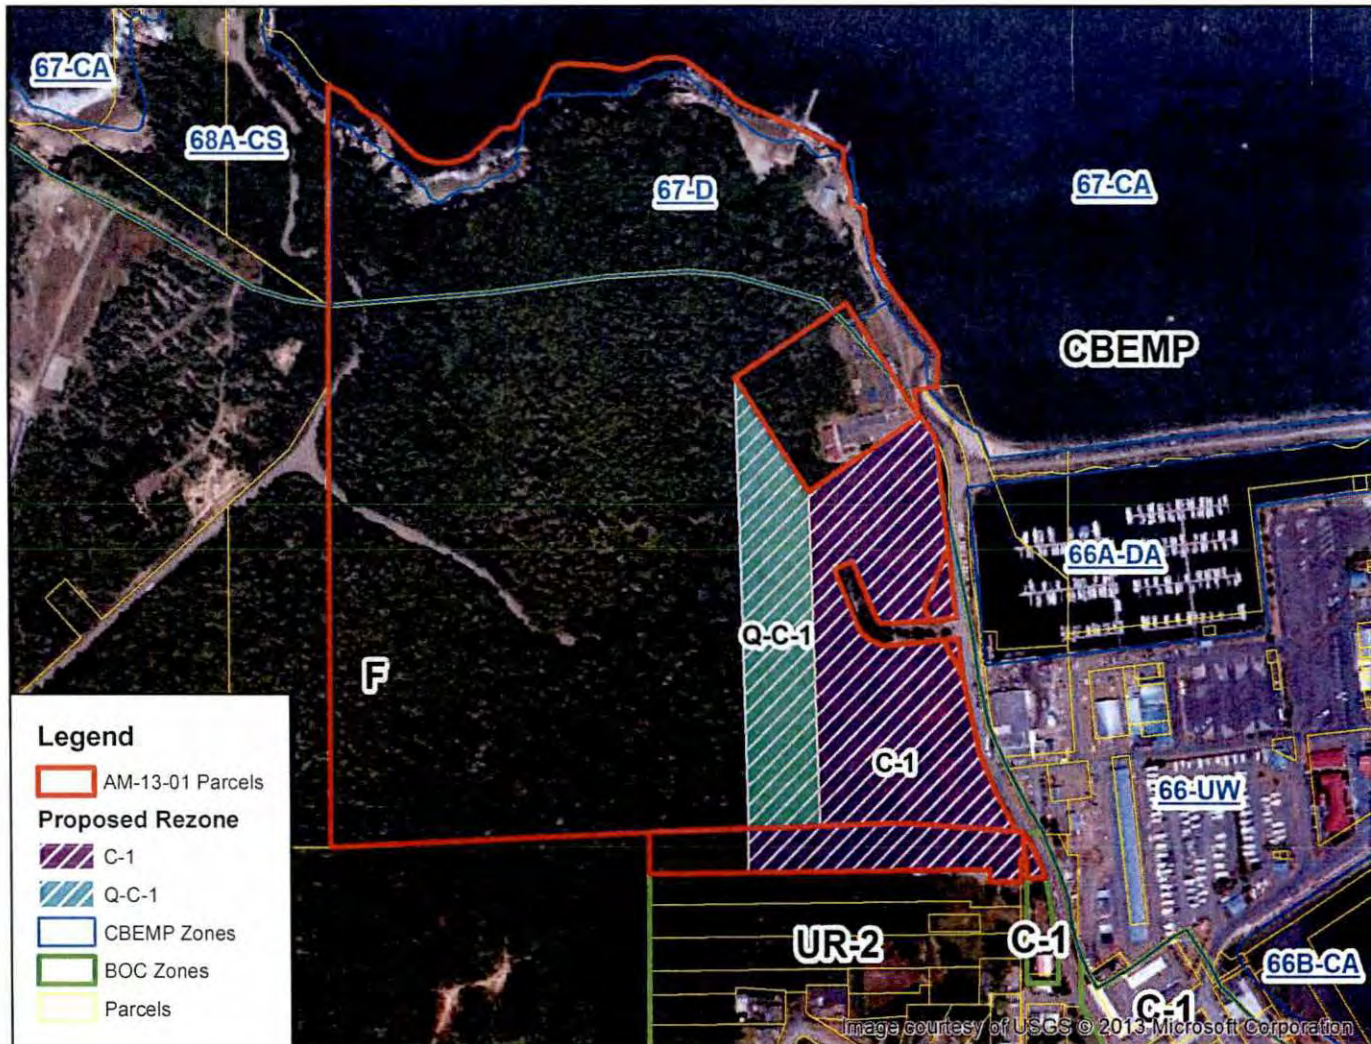 67-CA
68A-CS
67-D
67-CA
CBEMP
66A-DA
Q-C-1
F
C-1
66-UW
UR-2
C-1
66B-CA
C-1
Legend
AM-13-01 Parcels
Proposed Rezone
C-1
Q-C-1
CBEMP Zones
BOC Zones
Parcels
Image courtesy of USGS © 2013 Microsoft Corporation